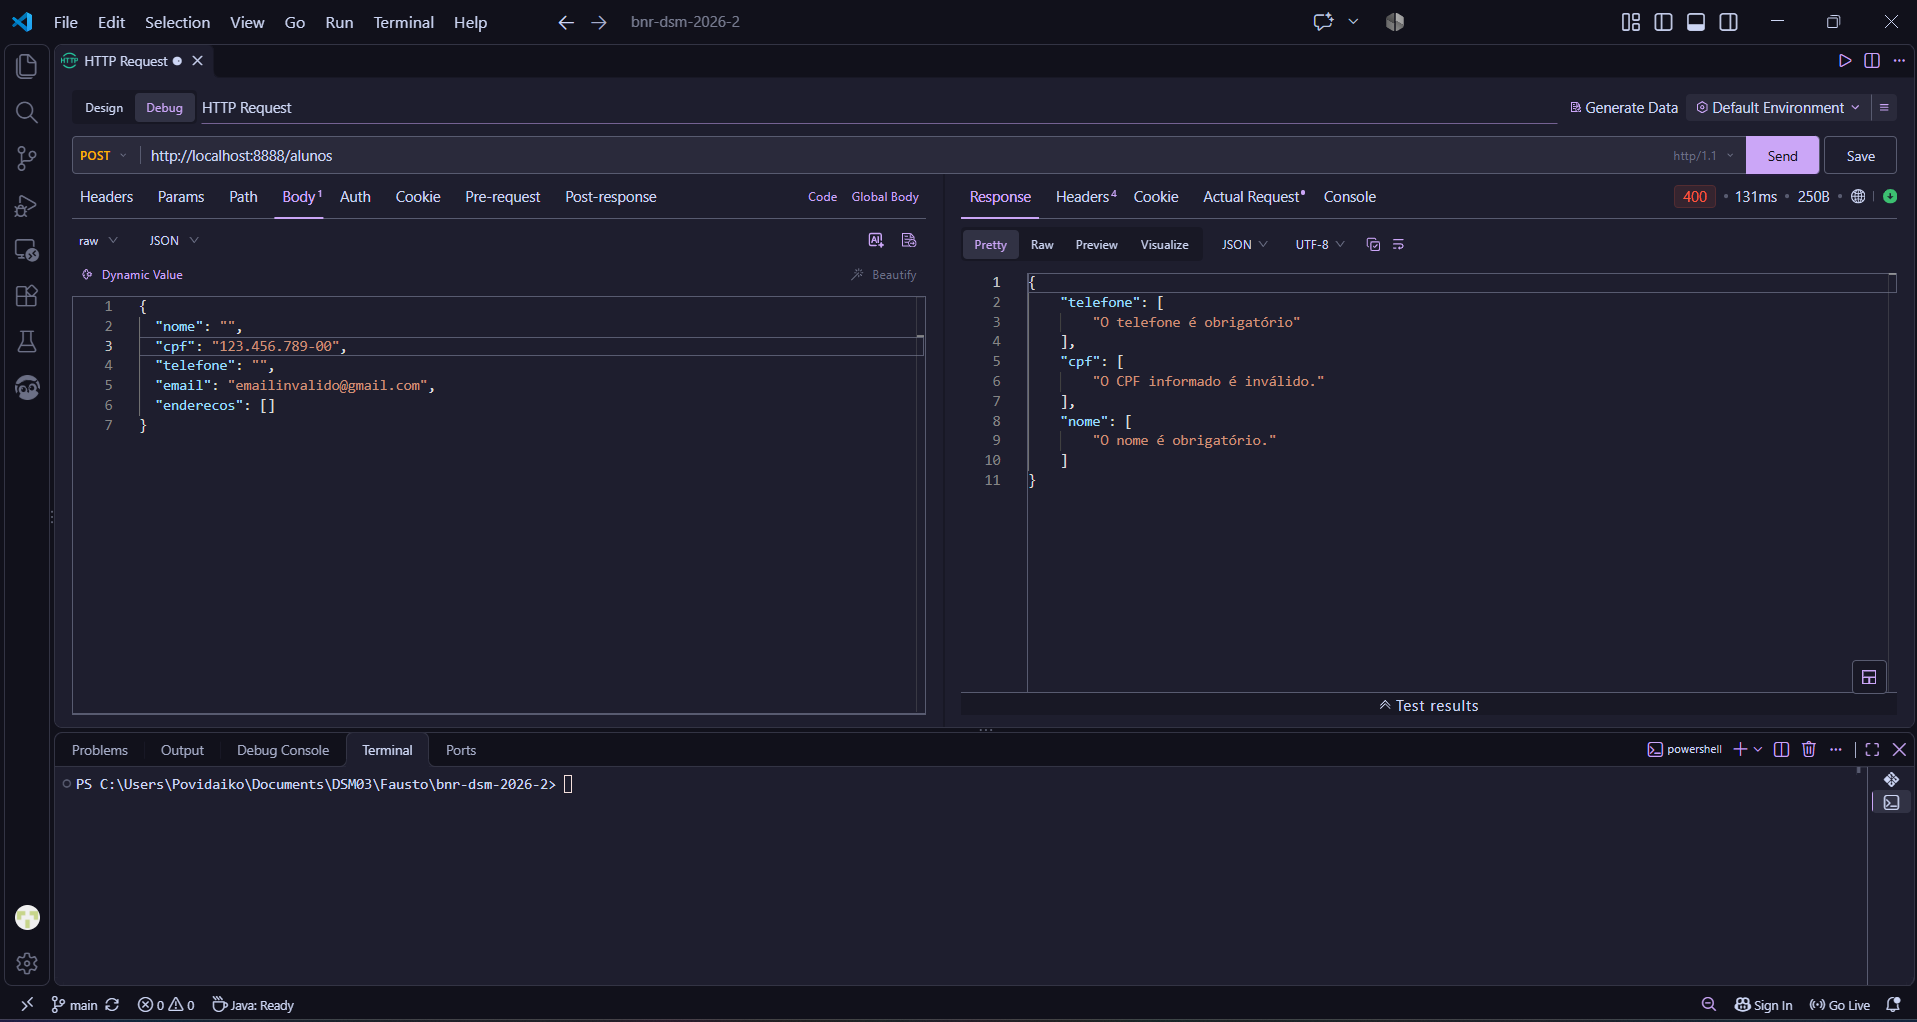 File Edit Selection View Go Run Terminal Help bnr-dsm-2026-2
HTTP HTTP Request
Design Debug HTTP Request Generate Data Default Environment
POST http://localhost:8888/alunos http/1.1 Send Save
Headers Params Path Body 1 Auth Cookie Pre-request Post-response Code Global Body
raw JSON AI
Dynamic Value Beautify
1 {
2 "nome": "",
3 "cpf": "123.456.789-00",
4 "telefone": "",
5 "email": "emailinvalido@gmail.com",
6 "enderecos": []
7 }
Response Headers 4 Cookie Actual Request Console 400 • 131ms • 250B •
Pretty Raw Preview Visualize JSON UTF-8
1 {
2 "telefone": [
3 "O telefone é obrigatório"
4 ],
5 "cpf": [
6 "O CPF informado é inválido."
7 ],
8 "nome": [
9 "O nome é obrigatório."
10 ]
11 }
Test results
Problems Output Debug Console Terminal Ports powershell
PS C:\Users\Povidaiko\Documents\DSM03\Fausto\bnr-dsm-2026-2>
main 0 0 Java: Ready Sign In Go Live